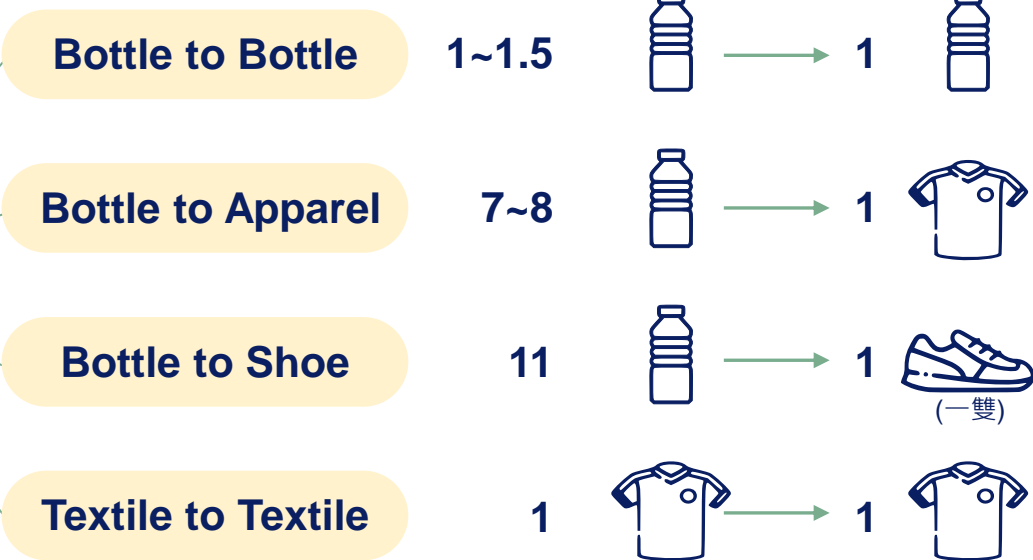 Bottle to Bottle 1~1.5 1
Bottle to Apparel 7~8 1
Bottle to Shoe 11 1
(一雙)
Textile to Textile 1 1